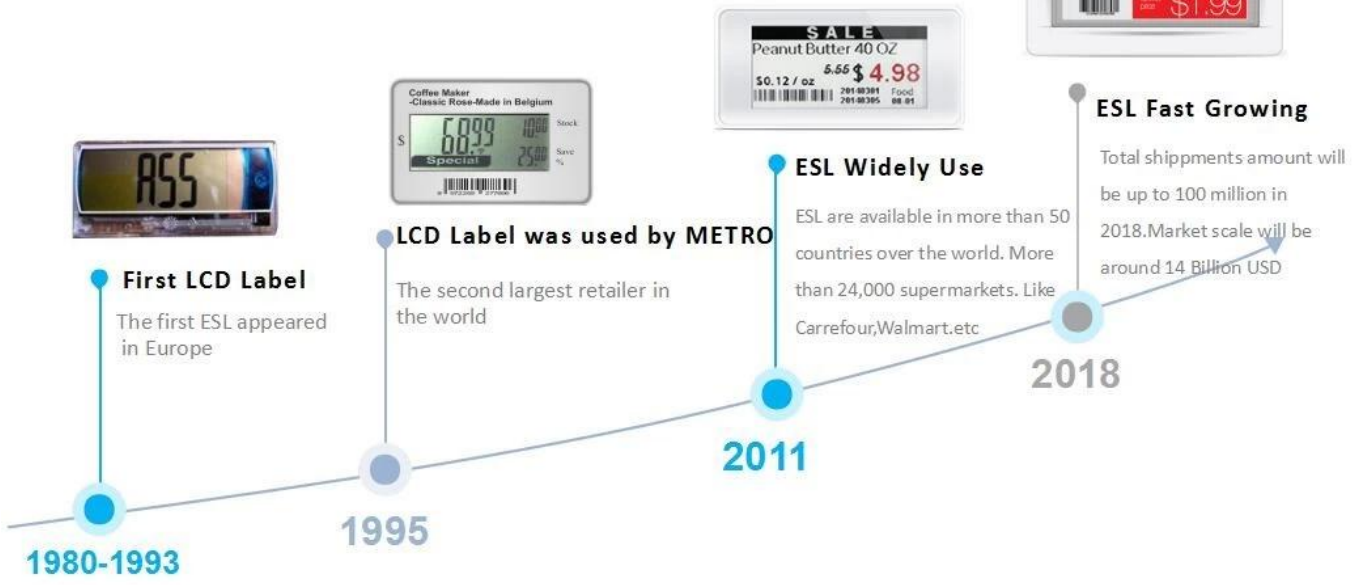 $1.99
SALE
Peanut Butter 40 OZ
5.55 $ 4.98
$0.12 / oz
20140301 Food
20140305 08-01
Coffee Maker
-Classic Rose-Made in Belgium
$ 68.99 10.00 Stock
Special 25.00 Save
%
ASS
ESL Fast Growing
Total shippments amount will
be up to 100 million in
2018.Market scale will be
around 14 Billion USD
ESL Widely Use
ESL are available in more than 50
countries over the world. More
than 24,000 supermarkets. Like
Carrefour,Walmart.etc
LCD Label was used by METRO
The second largest retailer in
the world
First LCD Label
The first ESL appeared
in Europe
2018
2011
1995
1980-1993